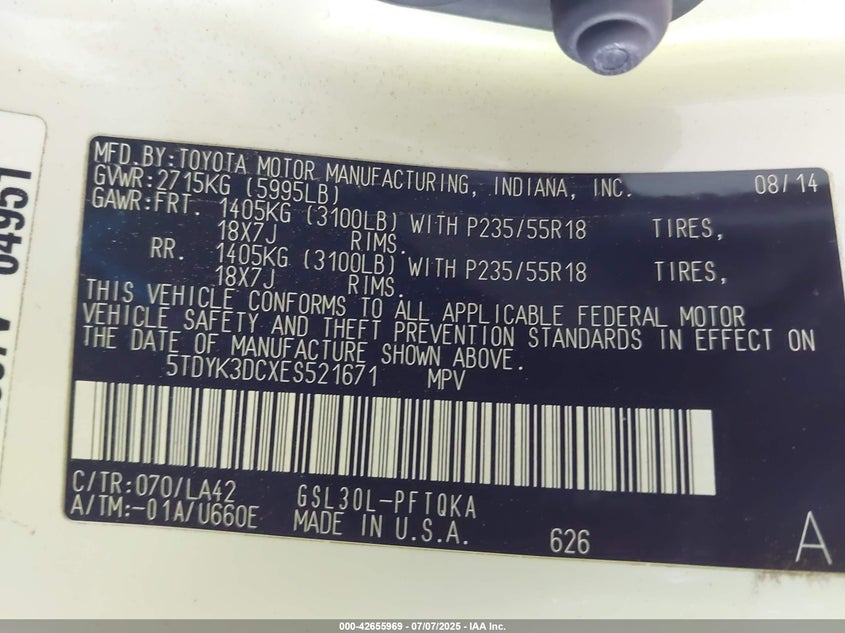 MFD.BY:TOYOTA MOTOR MANUFACTURING, INDIANA, INC. 08/14
GVWR:2715KG (5995LB)
GAWR:FRT. 1405KG (3100LB) WITH P235/55R18 TIRES,
18X7J RIMS.
RR. 1405KG (3100LB) WITH P235/55R18 TIRES,
18X7J RIMS.
THIS VEHICLE CONFORMS TO ALL APPLICABLE FEDERAL MOTOR
VEHICLE SAFETY AND THEFT PREVENTION STANDARDS IN EFFECT ON
THE DATE OF MANUFACTURE SHOWN ABOVE.
5TDYK3DCXES521671 MPV
C/TR:070/LA42 GSL30L-PFTQKA
A/TM:-01A/U660E MADE IN U.S.A. 626 A
04951
000-42655969 - 07/07/2025 - IAA Inc.